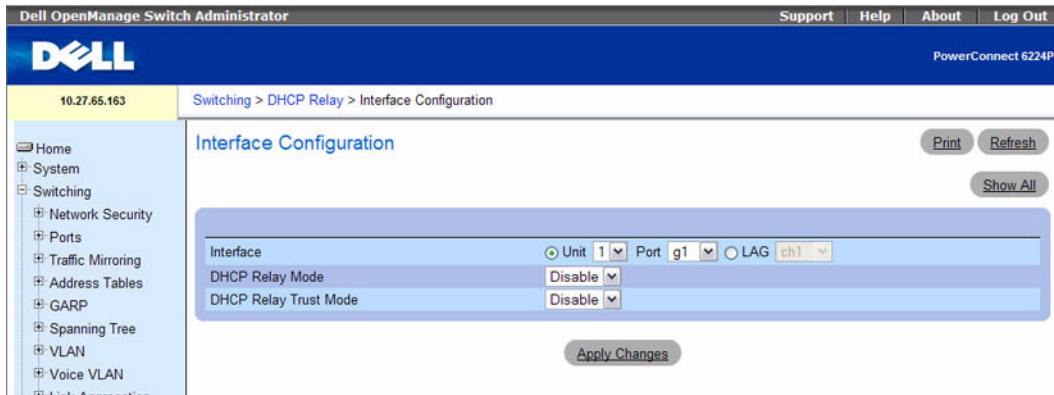 Dell OpenManage Switch Administrator
Support Help About Log Out
DELL
PowerConnect 6224P
10.27.65.163
Switching > DHCP Relay > Interface Configuration
Home
System
Switching
Network Security
Ports
Traffic Mirroring
Address Tables
GARP
Spanning Tree
VLAN
Voice VLAN
Link Aggregation
Interface Configuration
Print Refresh
Show All
Interface Unit 1 Port g1 LAG ch1
DHCP Relay Mode Disable
DHCP Relay Trust Mode Disable
Apply Changes